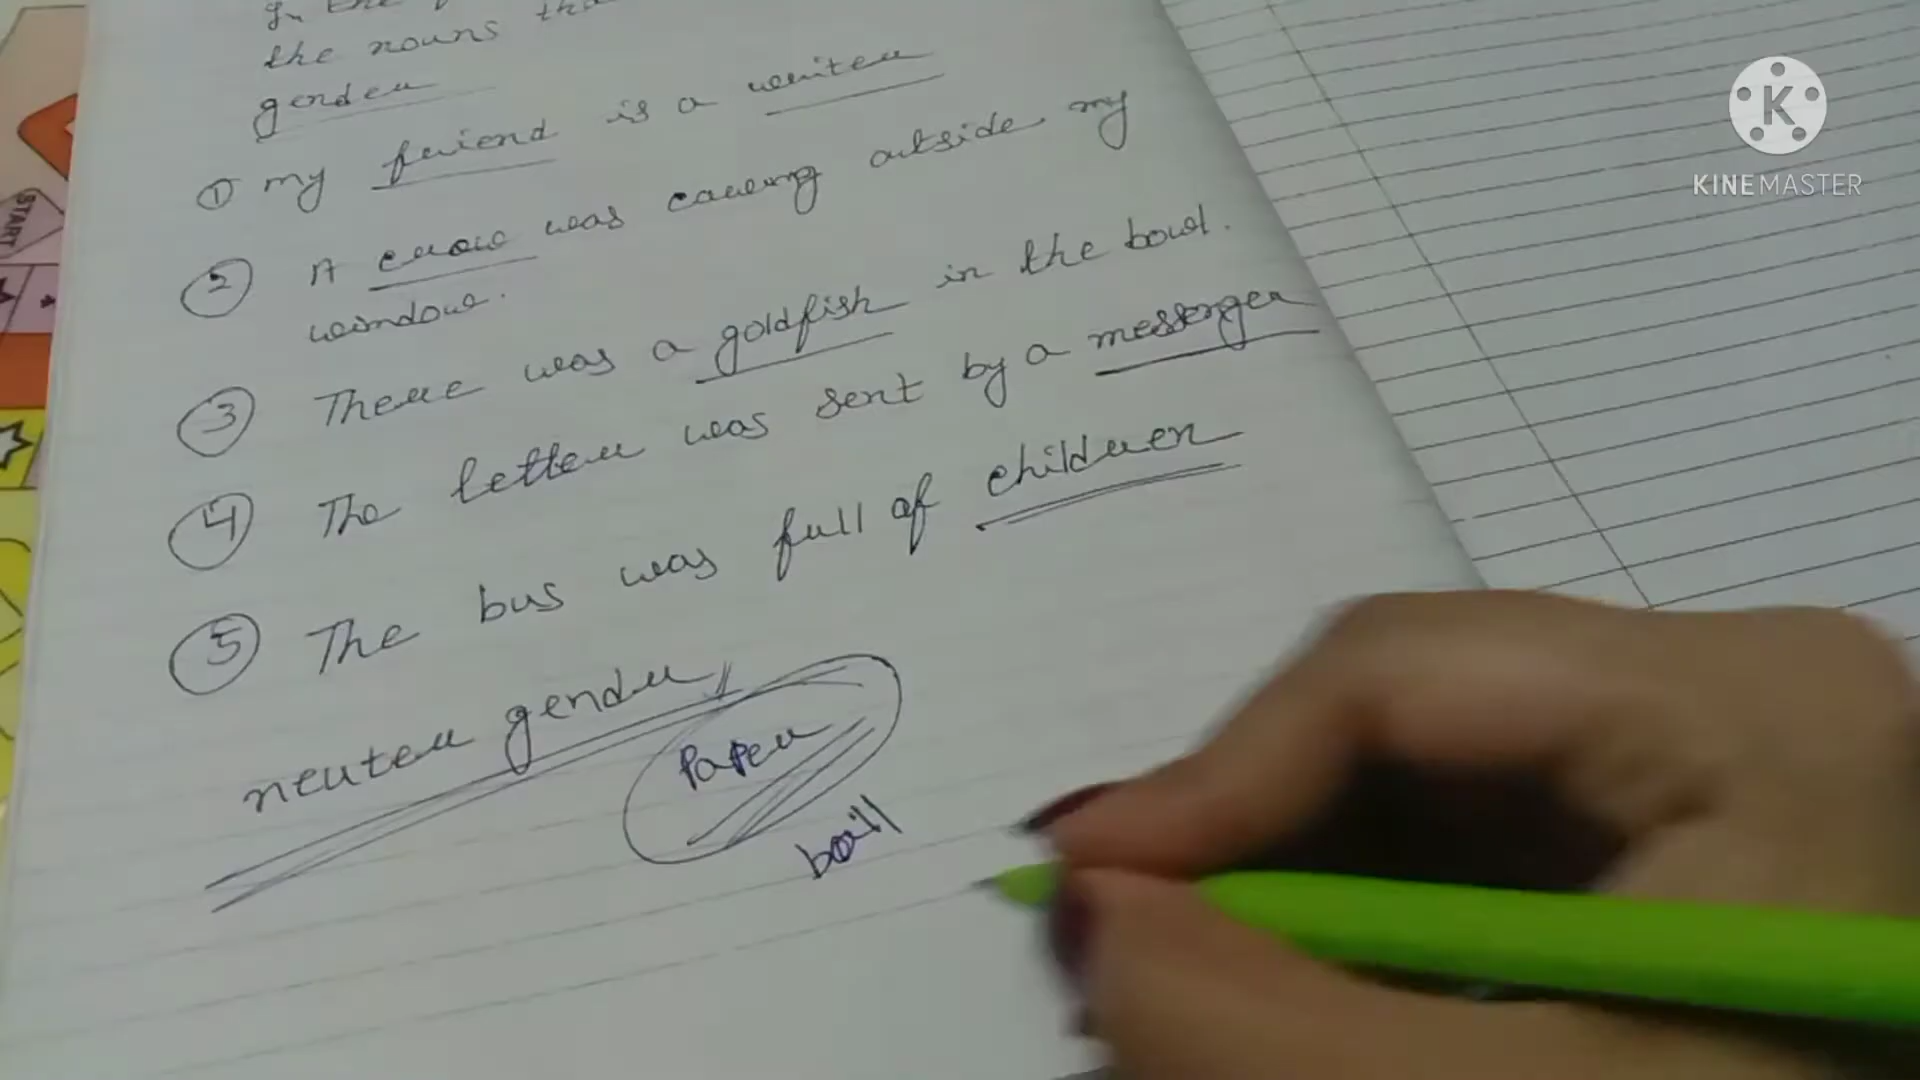 the nouns
gender
① my friend is a writer
② A crow was cawing outside my
window.
③ There was a goldfish in the bowl.
④ The letter was sent by a messenger
⑤ The bus was full of children
neuter gender
Paper
ball
START
KINEMASTER